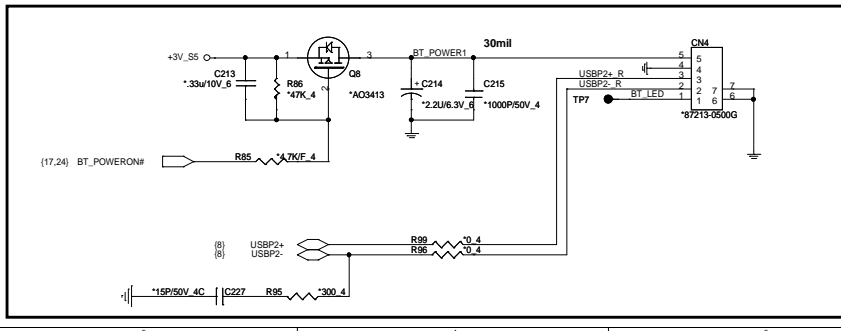 30mil
CN4
+3V_S5
1
3
BT_POWER1
5
5
4
4
USBP2+_R
3
3
USBP2-_R
2
2
7
7
TP7
BT_LED
1
1
6
6
*87213-0500G
C213
*.33u/10V_6
R86
*47K_4
2
Q8
*AO3413
+
C214
*2.2U/6.3V_6
C215
*1000P/50V_4
{17,24} BT_POWERON#
R85
*4.7K/F_4
{8} USBP2+
R99
*0_4
{8} USBP2-
R96
*0_4
*15P/50V_4C
C227
R95
*300_4